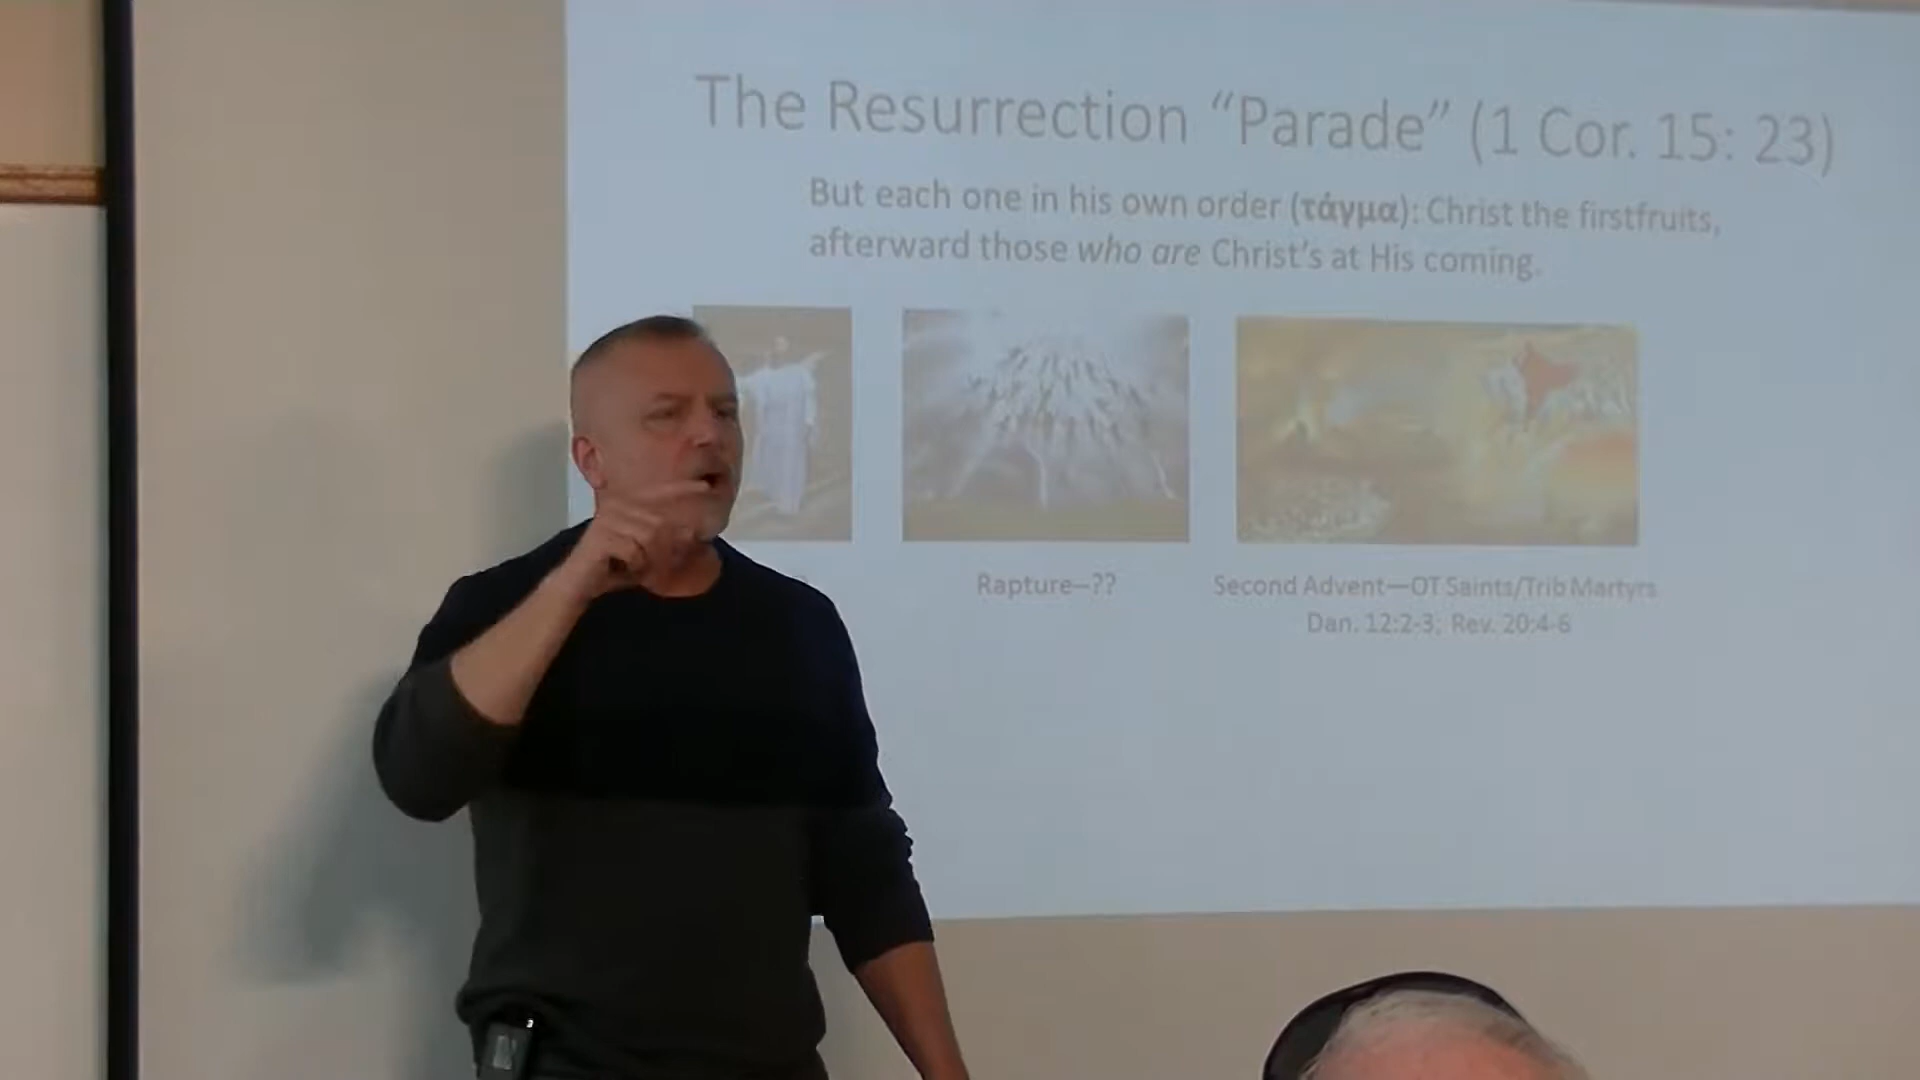 The Resurrection “Parade” (1 Cor. 15: 23)
But each one in his own order (τάγμα): Christ the firstfruits,
afterward those who are Christ's at His coming.
Rapture—??
Second Advent—OT Saints/Trib Martyrs
Dan. 12:2-3; Rev. 20:4-6